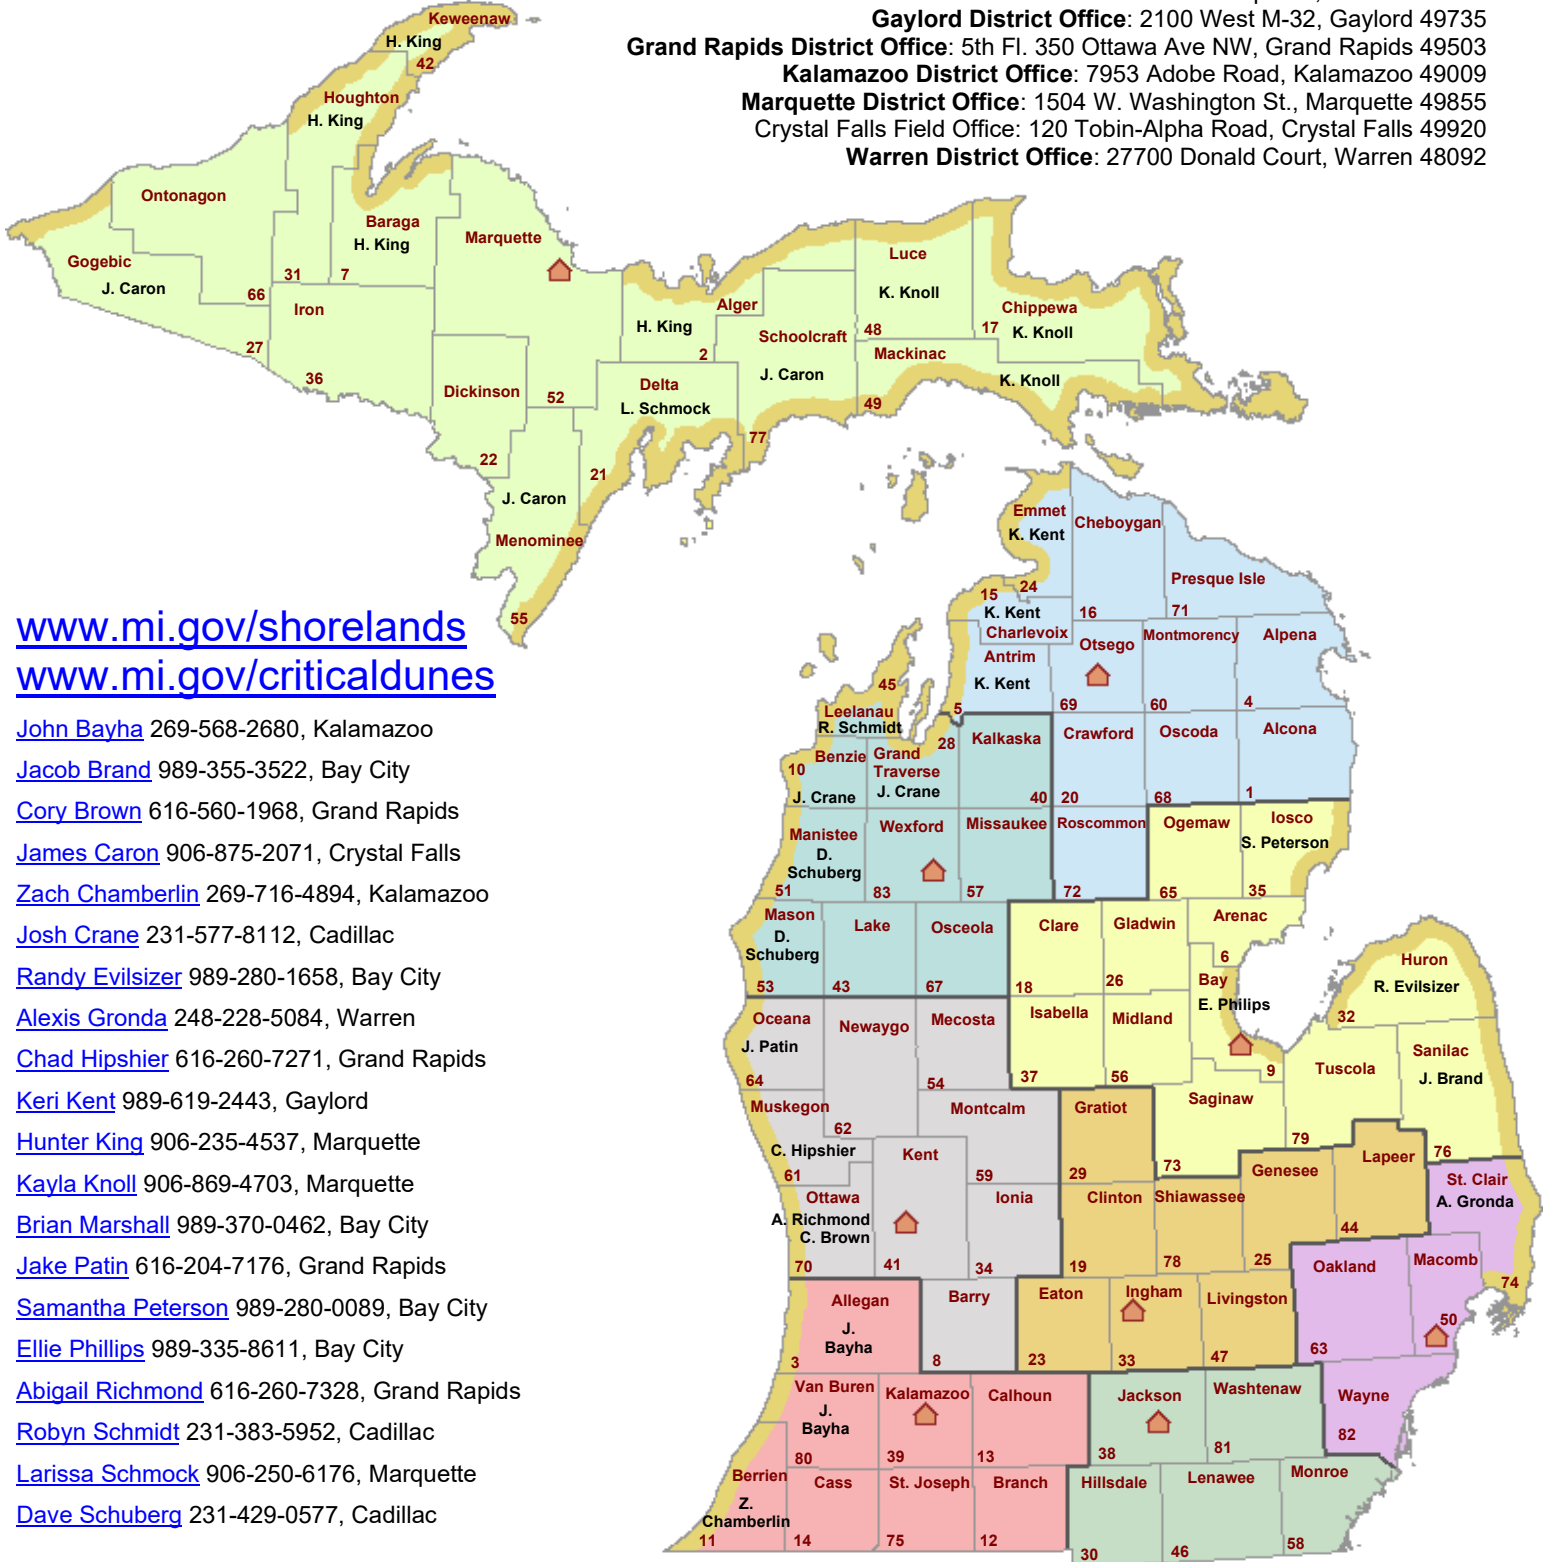 Gaylord District Office: 2100 West M-32, Gaylord 49735
Grand Rapids District Office: 5th Fl. 350 Ottawa Ave NW, Grand Rapids 49503
Kalamazoo District Office: 7953 Adobe Road, Kalamazoo 49009
Marquette District Office: 1504 W. Washington St., Marquette 49855
Crystal Falls Field Office: 120 Tobin-Alpha Road, Crystal Falls 49920
Warren District Office: 27700 Donald Court, Warren 48092
Keweenaw
H. King
42
Houghton
H. King
31
Ontonagon
66
Baraga
H. King
7
Marquette
52
Gogebic
J. Caron
27
Iron
36
Dickinson
22
Alger
H. King
2
Luce
K. Knoll
48
Chippewa
K. Knoll
17
Schoolcraft
J. Caron
77
Mackinac
K. Knoll
49
Delta
L. Schmock
21
J. Caron
Menominee
55
Emmet
K. Kent
24
Cheboygan
16
Presque Isle
71
15
K. Kent
Charlevoix
Antrim
K. Kent
5
Otsego
69
Montmorency
60
Alpena
4
45
Leelanau
R. Schmidt
10
Benzie
J. Crane
28
Grand
Traverse
J. Crane
Kalkaska
40
Crawford
20
Oscoda
68
Alcona
1
Manistee
D.
Schuberg
51
Wexford
83
Missaukee
57
Roscommon
72
Ogemaw
65
Iosco
S. Peterson
35
Mason
D.
Schuberg
53
Lake
43
Osceola
67
Clare
18
Gladwin
26
Arenac
6
Bay
E. Philips
9
Huron
R. Evilsizer
32
Oceana
J. Patin
64
Newaygo
62
Mecosta
54
Isabella
37
Midland
56
Saginaw
73
Tuscola
79
Sanilac
J. Brand
76
Muskegon
C. Hipshier
61
Montcalm
59
Gratiot
29
Kent
41
Ottawa
A. Richmond
C. Brown
70
Ionia
34
Clinton
19
Shiawassee
78
Genesee
25
Lapeer
44
St. Clair
A. Gronda
74
Allegan
J.
Bayha
3
Barry
8
Eaton
23
Ingham
33
Livingston
47
Oakland
63
Macomb
50
Van Buren
J.
Bayha
80
Kalamazoo
39
Calhoun
13
Jackson
38
Washtenaw
81
Wayne
82
Berrien
Z.
Chamberlin
11
Cass
14
St. Joseph
75
Branch
12
Hillsdale
30
Lenawee
46
Monroe
58
www.mi.gov/shorelands
www.mi.gov/criticaldunes
John Bayha 269-568-2680, Kalamazoo
Jacob Brand 989-355-3522, Bay City
Cory Brown 616-560-1968, Grand Rapids
James Caron 906-875-2071, Crystal Falls
Zach Chamberlin 269-716-4894, Kalamazoo
Josh Crane 231-577-8112, Cadillac
Randy Evilsizer 989-280-1658, Bay City
Alexis Gronda 248-228-5084, Warren
Chad Hipshier 616-260-7271, Grand Rapids
Keri Kent 989-619-2443, Gaylord
Hunter King 906-235-4537, Marquette
Kayla Knoll 906-869-4703, Marquette
Brian Marshall 989-370-0462, Bay City
Jake Patin 616-204-7176, Grand Rapids
Samantha Peterson 989-280-0089, Bay City
Ellie Phillips 989-335-8611, Bay City
Abigail Richmond 616-260-7328, Grand Rapids
Robyn Schmidt 231-383-5952, Cadillac
Larissa Schmock 906-250-6176, Marquette
Dave Schuberg 231-429-0577, Cadillac